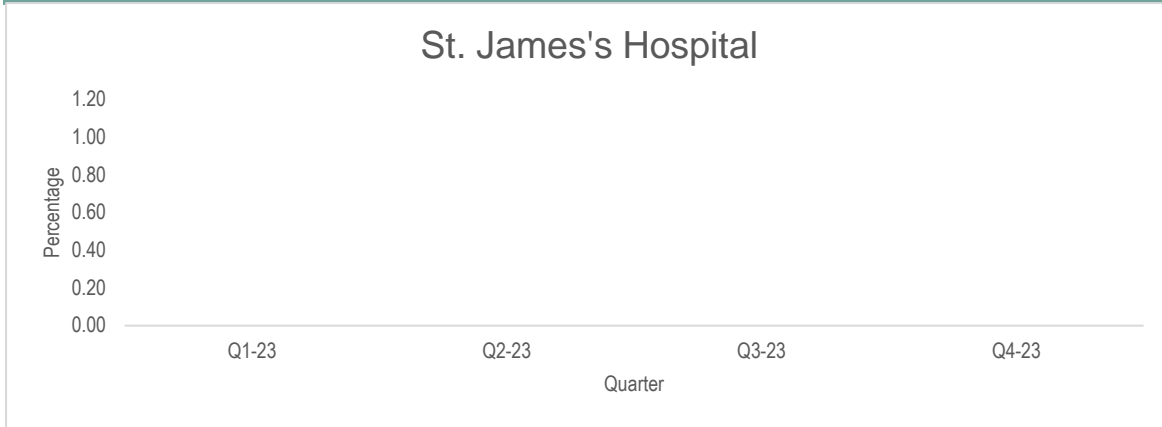 St. James's Hospital
1.20
1.00
0.80
0.60
0.40
0.20
0.00
Percentage
Q1-23 Q2-23 Q3-23 Q4-23
Quarter